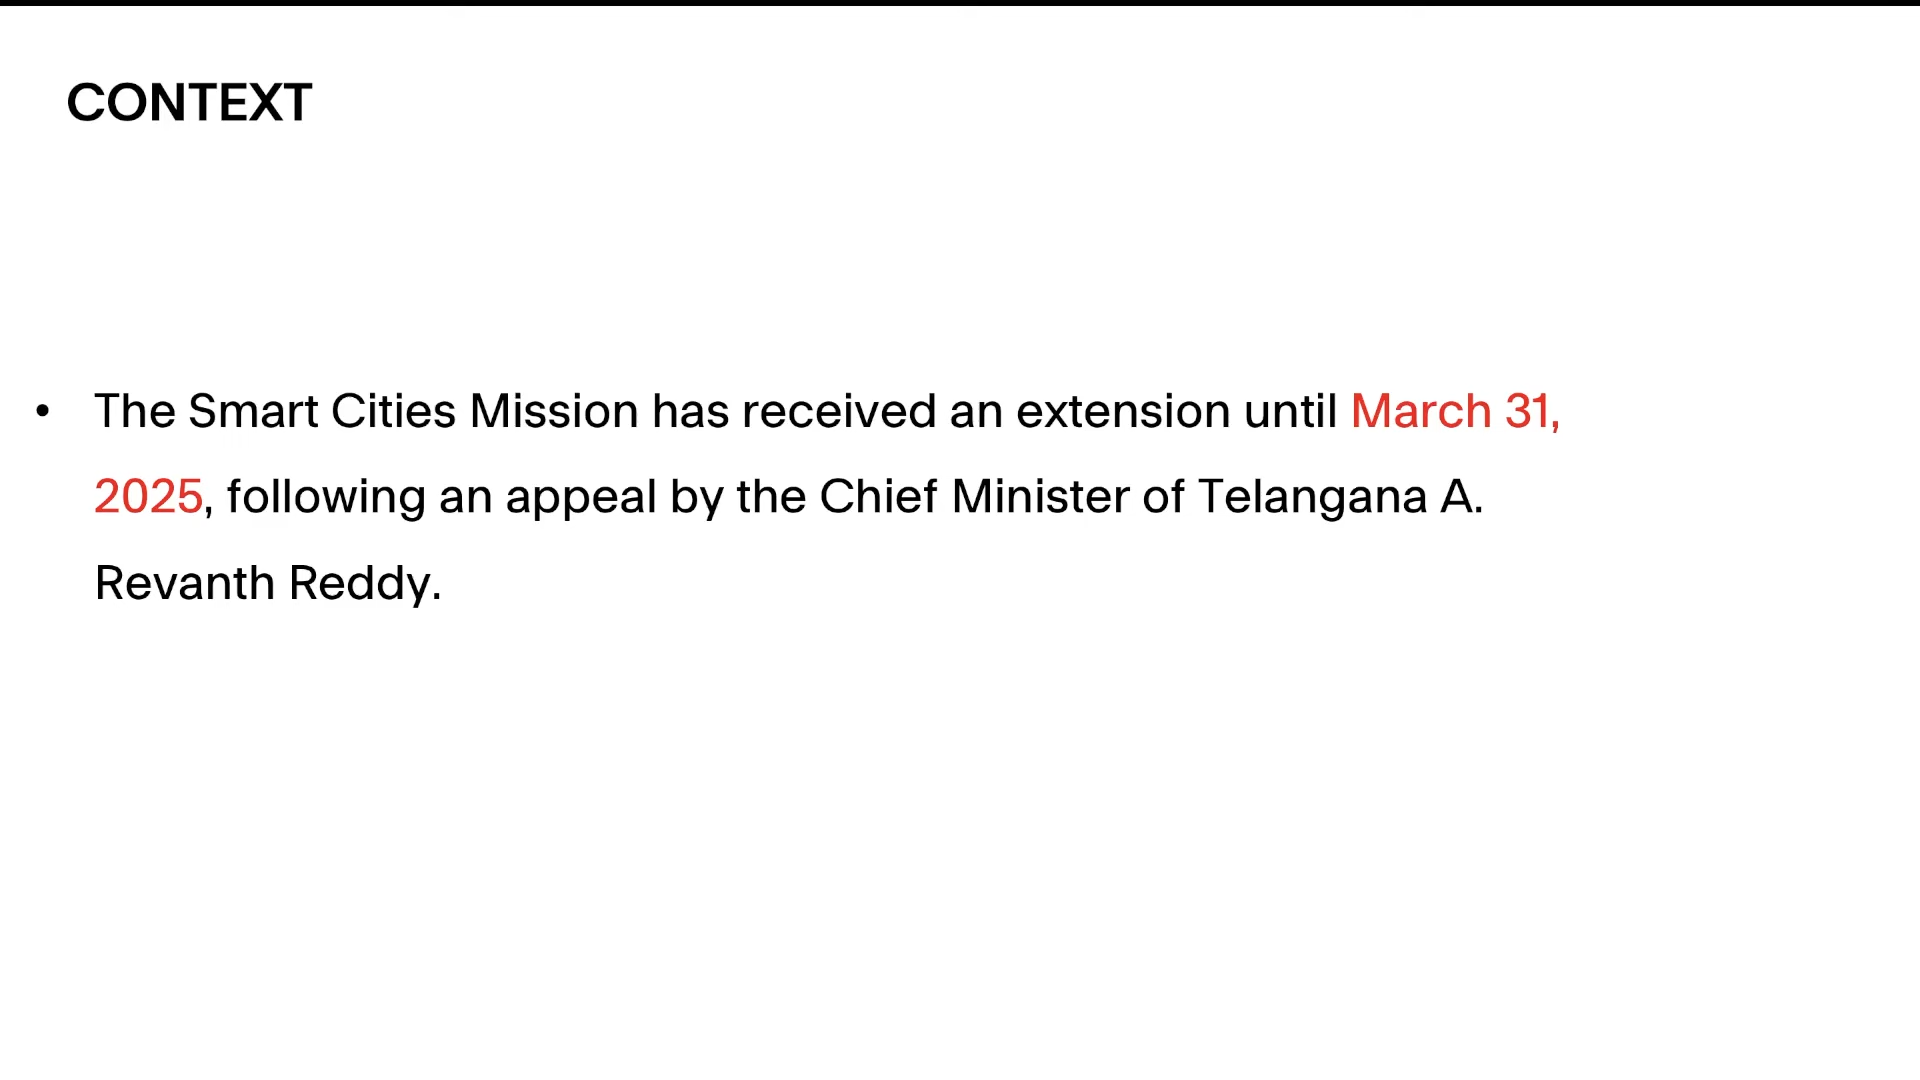 CONTEXT
• The Smart Cities Mission has received an extension until March 31,
2025, following an appeal by the Chief Minister of Telangana A.
Revanth Reddy.